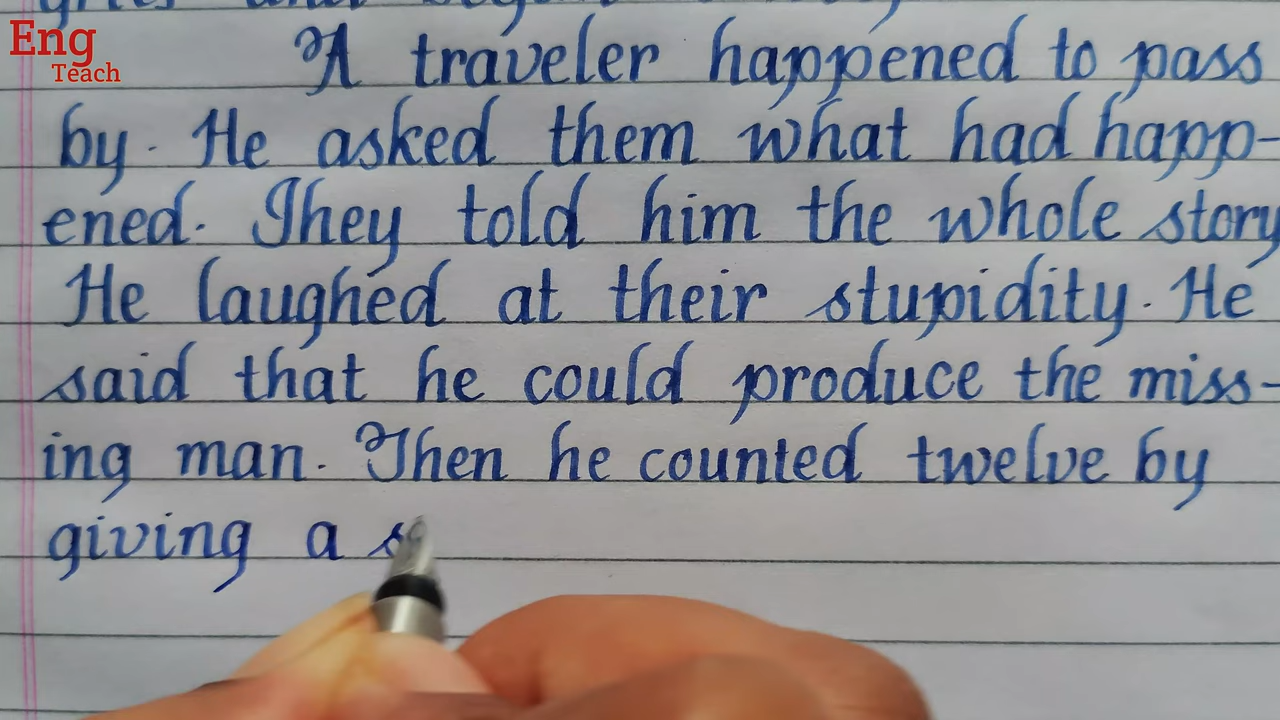 Eng
Teach
A traveler happened to pass
by. He asked them what had happ-
ened. They told him the whole story
He laughed at their stupidity. He
said that he could produce the miss-
ing man. Then he counted twelve by
giving a s